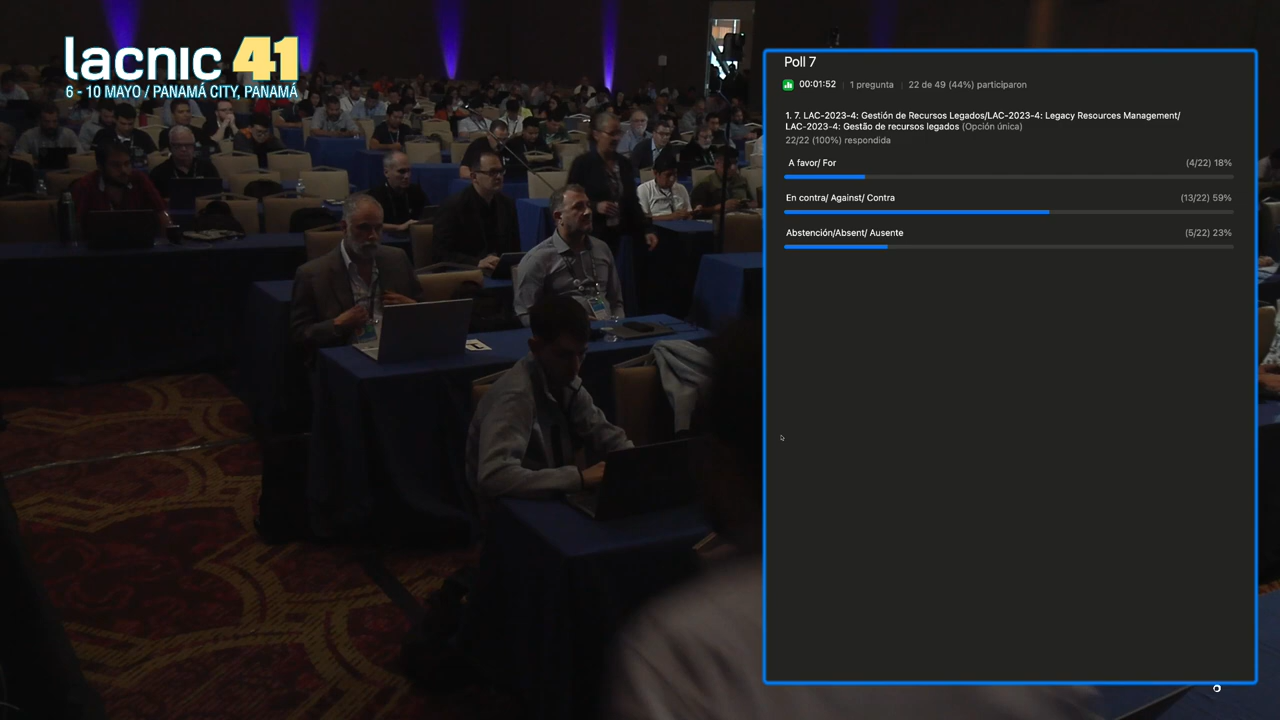 lacnic 41
6 - 10 MAYO / PANAMÁ CITY, PANAMÁ
Poll 7
00:01:52 | 1 pregunta | 22 de 49 (44%) participaron
1. 7. LAC-2023-4: Gestión de Recursos Legados/LAC-2023-4: Legacy Resources Management/
LAC-2023-4: Gestão de recursos legados (Opción única)
22/22 (100%) respondida
A favor/ For (4/22) 18%
En contra/ Against/ Contra (13/22) 59%
Abstención/Absent/ Ausente (5/22) 23%